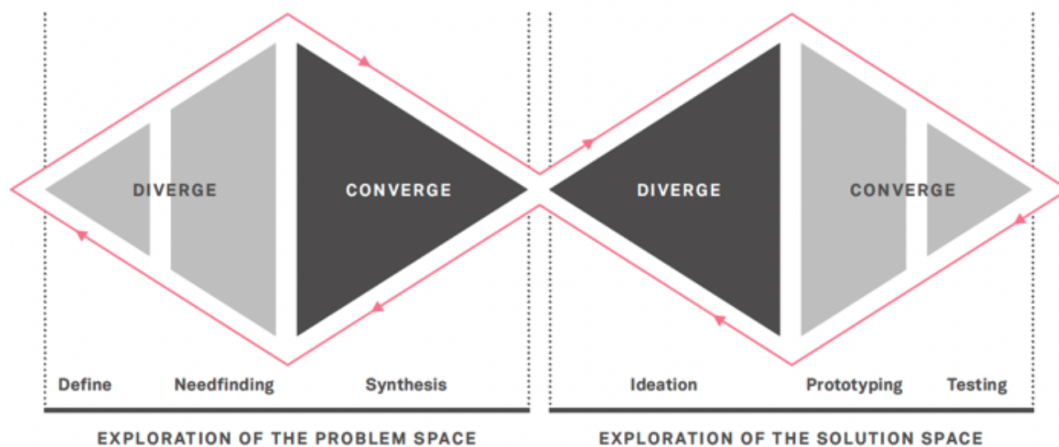 DIVERGE
CONVERGE
DIVERGE
CONVERGE
Define
Needfinding
Synthesis
Ideation
Prototyping
Testing
EXPLORATION OF THE PROBLEM SPACE
EXPLORATION OF THE SOLUTION SPACE